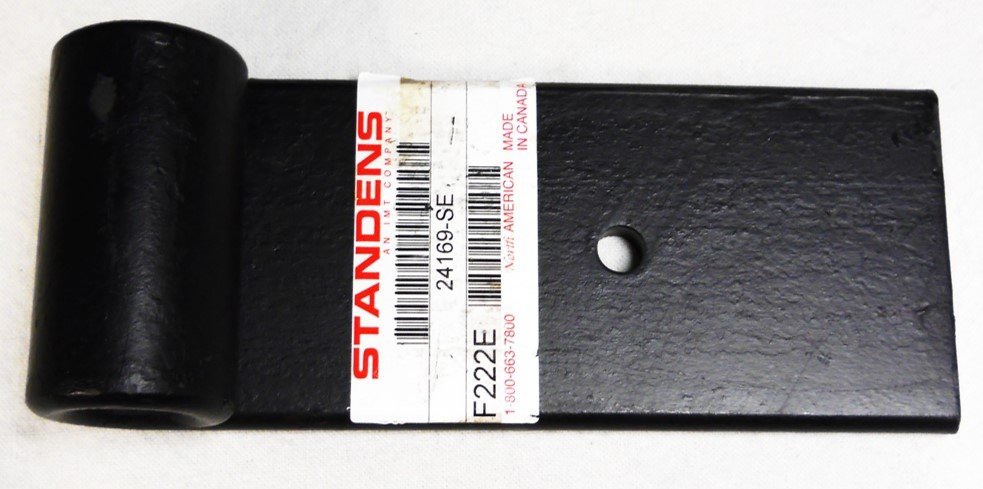 STANDENS
AN IMT COMPANY
24169-SE
F222E
North AMERICAN MADE
IN CANADA
1-800-663-7800